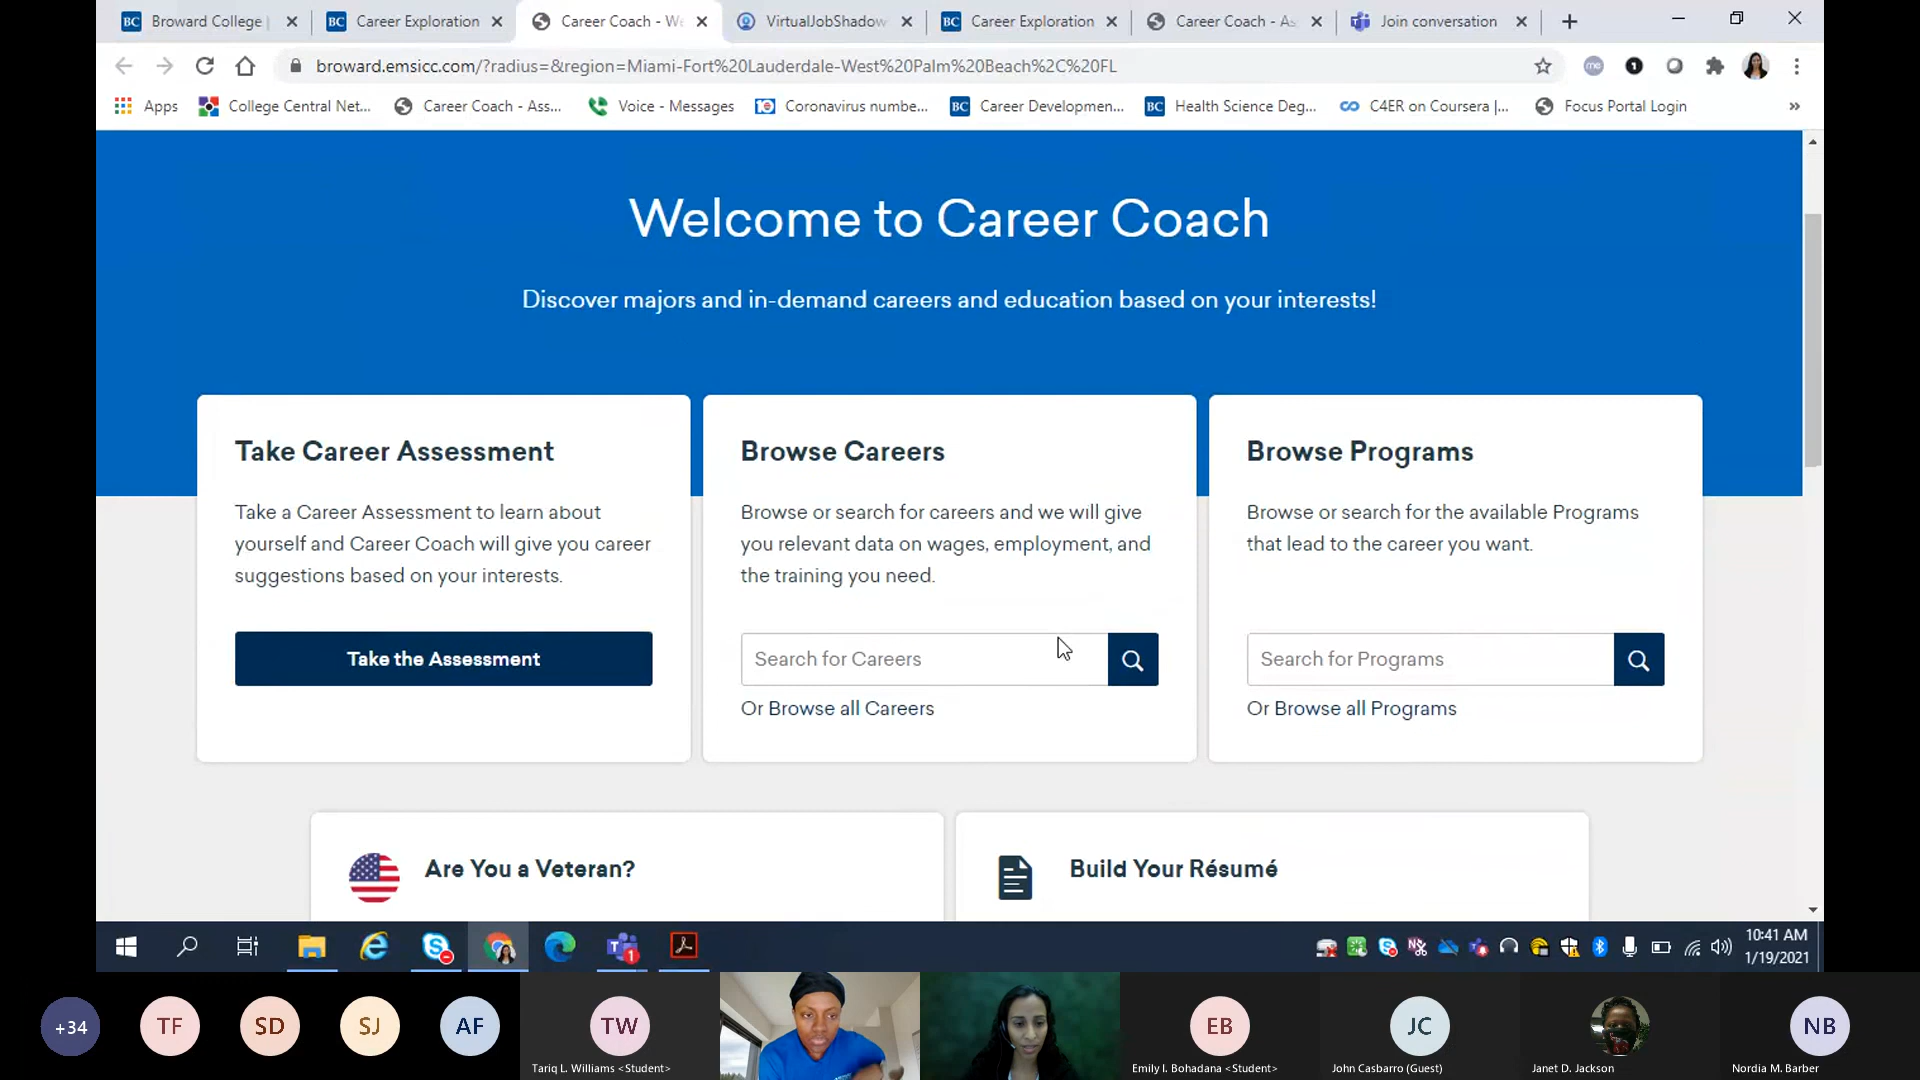 BC Broward College |
BC Career Exploration
Career Coach - We
VirtualJobShadow
BC Career Exploration
Career Coach - As
Join conversation
broward.emsicc.com/?radius=&region=Miami-Fort%20Lauderdale-West%20Palm%20Beach%2C%20FL
Apps
College Central Net...
Career Coach - Ass...
Voice - Messages
Coronavirus numbe...
BC Career Developmen...
BC Health Science Deg...
C4ER on Coursera |...
Focus Portal Login
»
Welcome to Career Coach
Discover majors and in-demand careers and education based on your interests!
Take Career Assessment
Take a Career Assessment to learn about
yourself and Career Coach will give you career
suggestions based on your interests.
Take the Assessment
Browse Careers
Browse or search for careers and we will give
you relevant data on wages, employment, and
the training you need.
Search for Careers
Or Browse all Careers
Browse Programs
Browse or search for the available Programs
that lead to the career you want.
Search for Programs
Or Browse all Programs
Are You a Veteran?
Build Your Résumé
10:41 AM
1/19/2021
+34
TF
SD
SJ
AF
TW
Tariq L. Williams <Student>
EB
Emily I. Bohadana <Student>
JC
John Casbarro (Guest)
Janet D. Jackson
NB
Nordia M. Barber